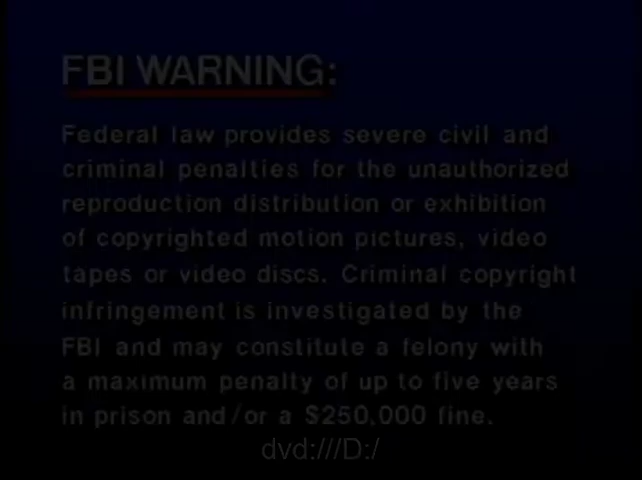 FBI WARNING:
Federal law provides severe civil and
criminal penalties for the unauthorized
reproduction distribution or exhibition
of copyrighted motion pictures, video
tapes or video discs. Criminal copyright
infringement is investigated by the
FBI and may constitute a felony with
a maximum penalty of up to five years
in prison and/or a $250,000 fine.
dvd:///D:/